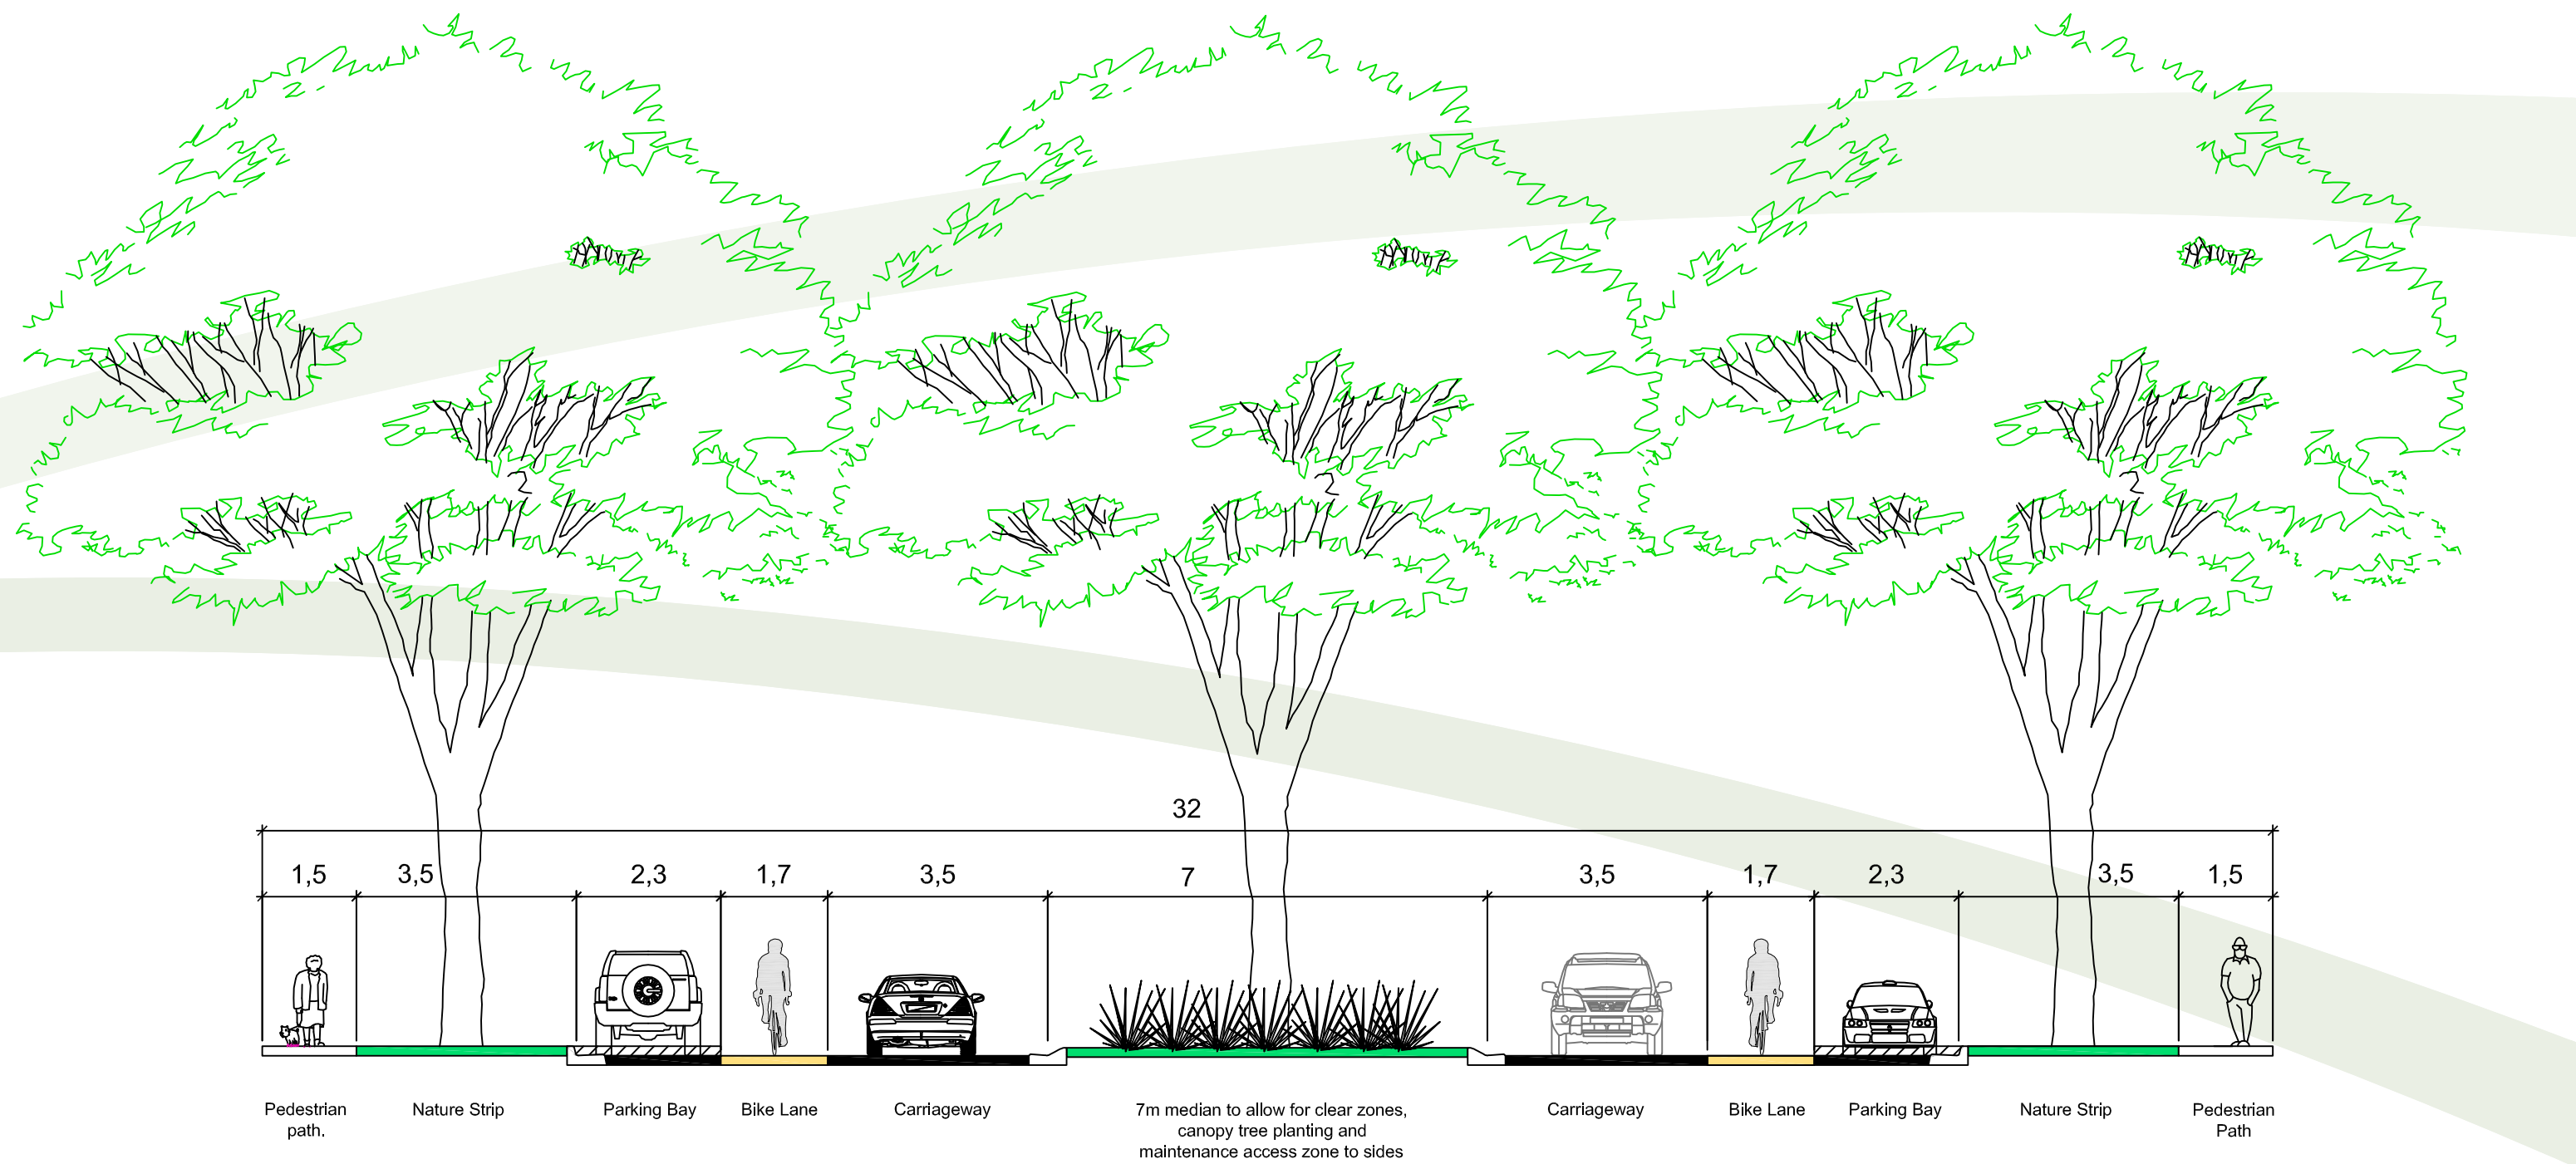 32
1,5
3,5
2,3
1,7
3,5
7
3,5
1,7
2,3
3,5
1,5
Pedestrian
path.
Nature Strip
Parking Bay
Bike Lane
Carriageway
7m median to allow for clear zones,
canopy tree planting and
maintenance access zone to sides
Carriageway
Bike Lane
Parking Bay
Nature Strip
Pedestrian
Path